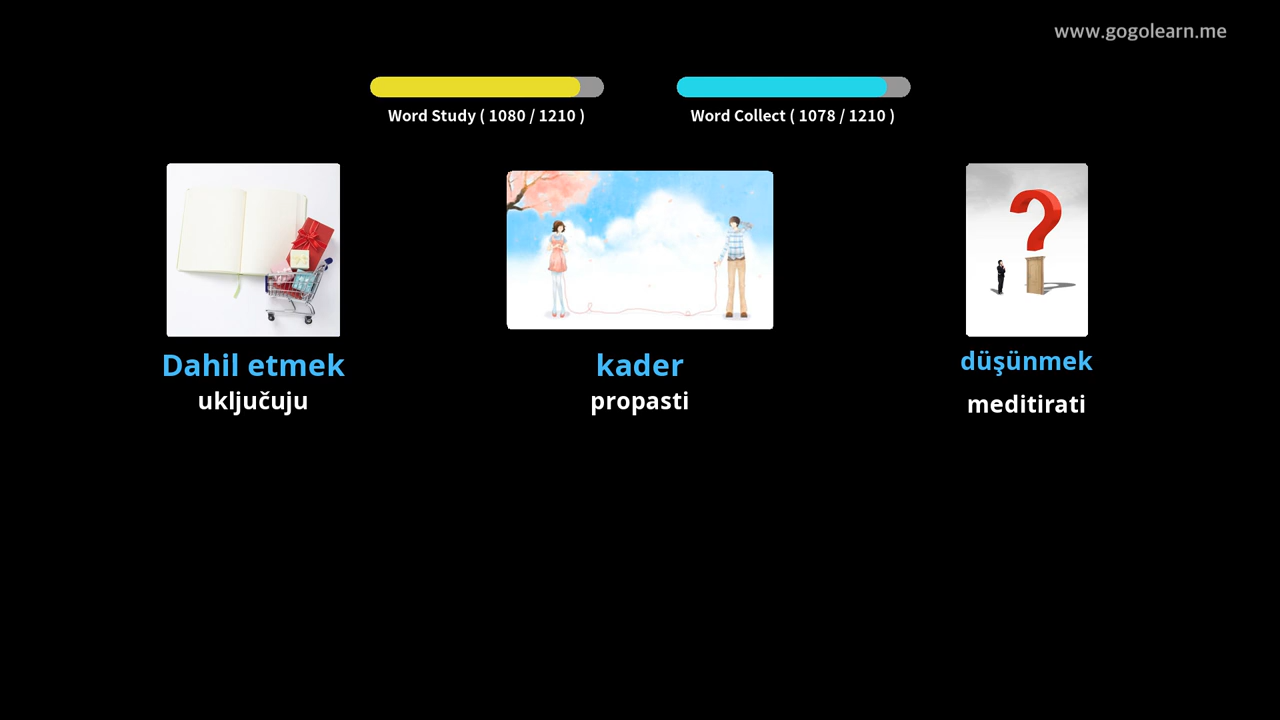 www.gogolearn.me
Word Study ( 1080 / 1210 )
Word Collect ( 1078 / 1210 )
Dahil etmek
uključuju
kader
propasti
düşünmek
meditirati